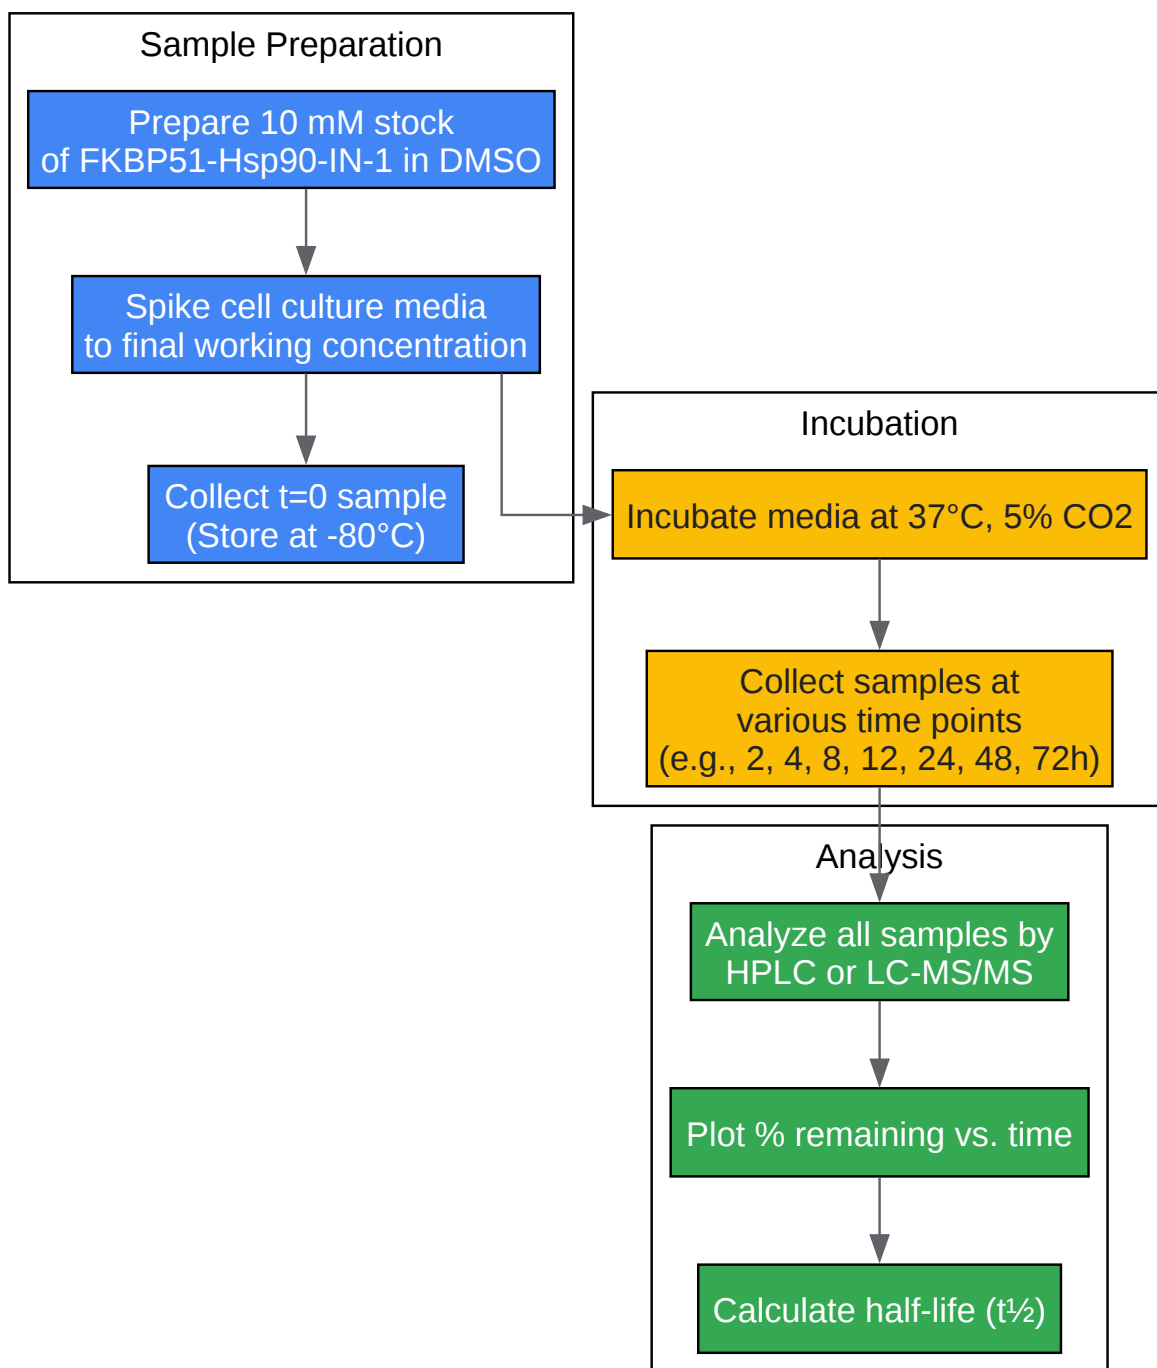 Sample Preparation
Prepare 10 mM stock
of FKBP51-Hsp90-IN-1 in DMSO
Spike cell culture media
to final working concentration
Collect t=0 sample
(Store at -80°C)
Incubation
Incubate media at 37°C, 5% CO2
Collect samples at
various time points
(e.g., 2, 4, 8, 12, 24, 48, 72h)
Analysis
Analyze all samples by
HPLC or LC-MS/MS
Plot % remaining vs. time
Calculate half-life (t½)